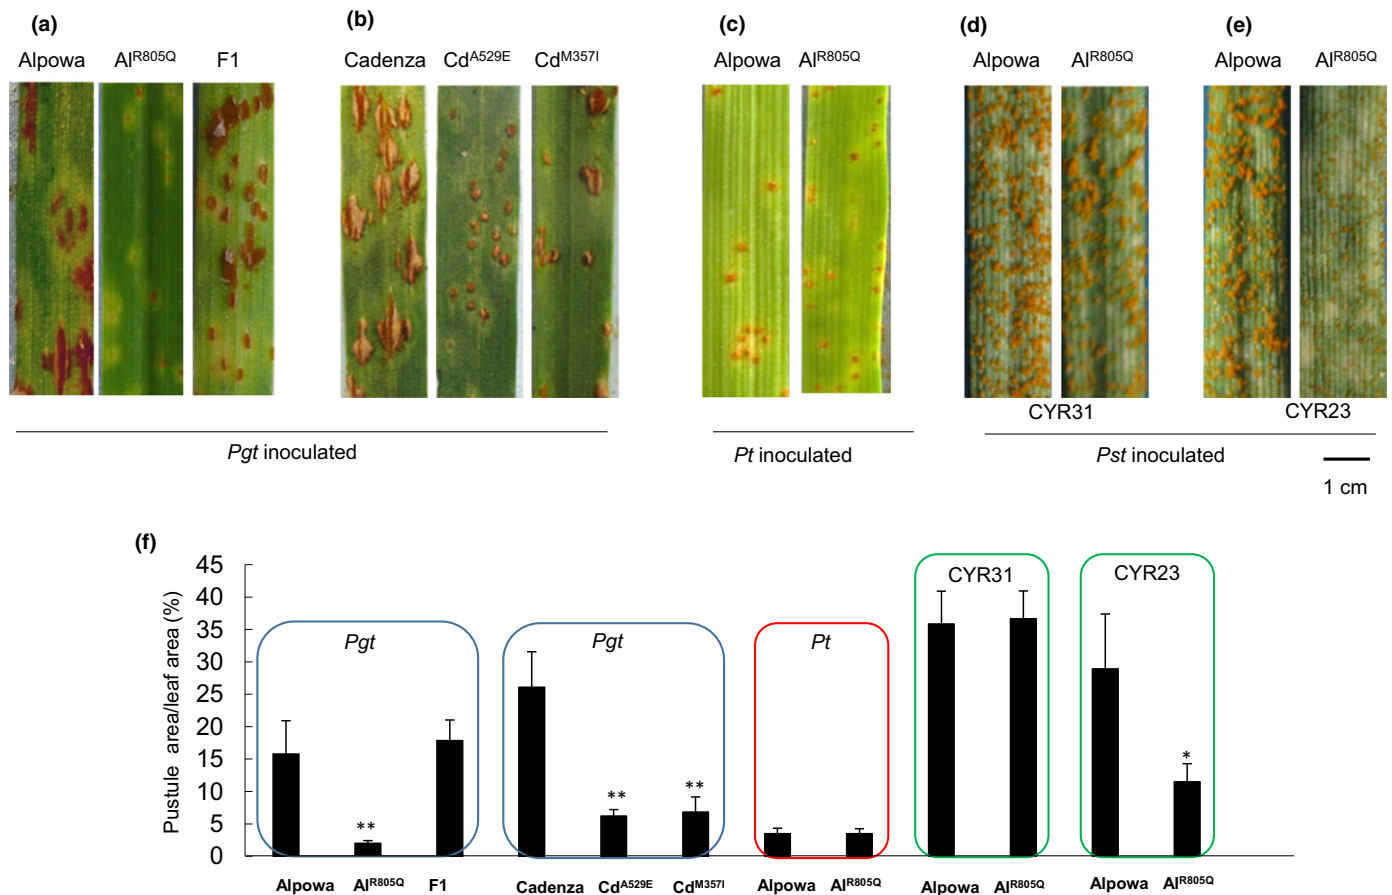 (a) (b) (c) (d) (e)
Alpowa Al^R805Q F1 Cadenza Cd^A529E Cd^M357I Alpowa Al^R805Q Alpowa Al^R805Q Alpowa Al^R805Q
CYR31 CYR23
Pgt inoculated Pt inoculated Pst inoculated
1 cm
(f)
Pustule area/leaf area (%)
45
40
35
30
25
20
15
10
5
0
Pgt Pgt Pt CYR31 CYR23
** ** ** *
Alpowa Al^R805Q F1 Cadenza Cd^A529E Cd^M357I Alpowa Al^R805Q Alpowa Al^R805Q Alpowa Al^R805Q